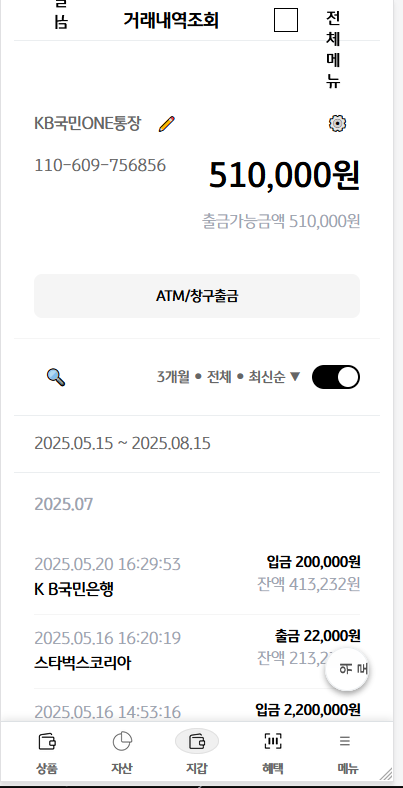 거래내역조회
전체메뉴
KB국민ONE통장
110-609-756856
510,000원
출금가능금액 510,000원
ATM/창구출금
3개월 • 전체 • 최신순 ▼
2025.05.15 ~ 2025.08.15
2025.07
2025.05.20 16:29:53
입금 200,000원
K B국민은행
잔액 413,232원
2025.05.16 16:20:19
출금 22,000원
스타벅스코리아
잔액 213,2
위로
2025.05.16 14:53:16
입금 2,200,000원
상품
자산
지갑
혜택
메뉴